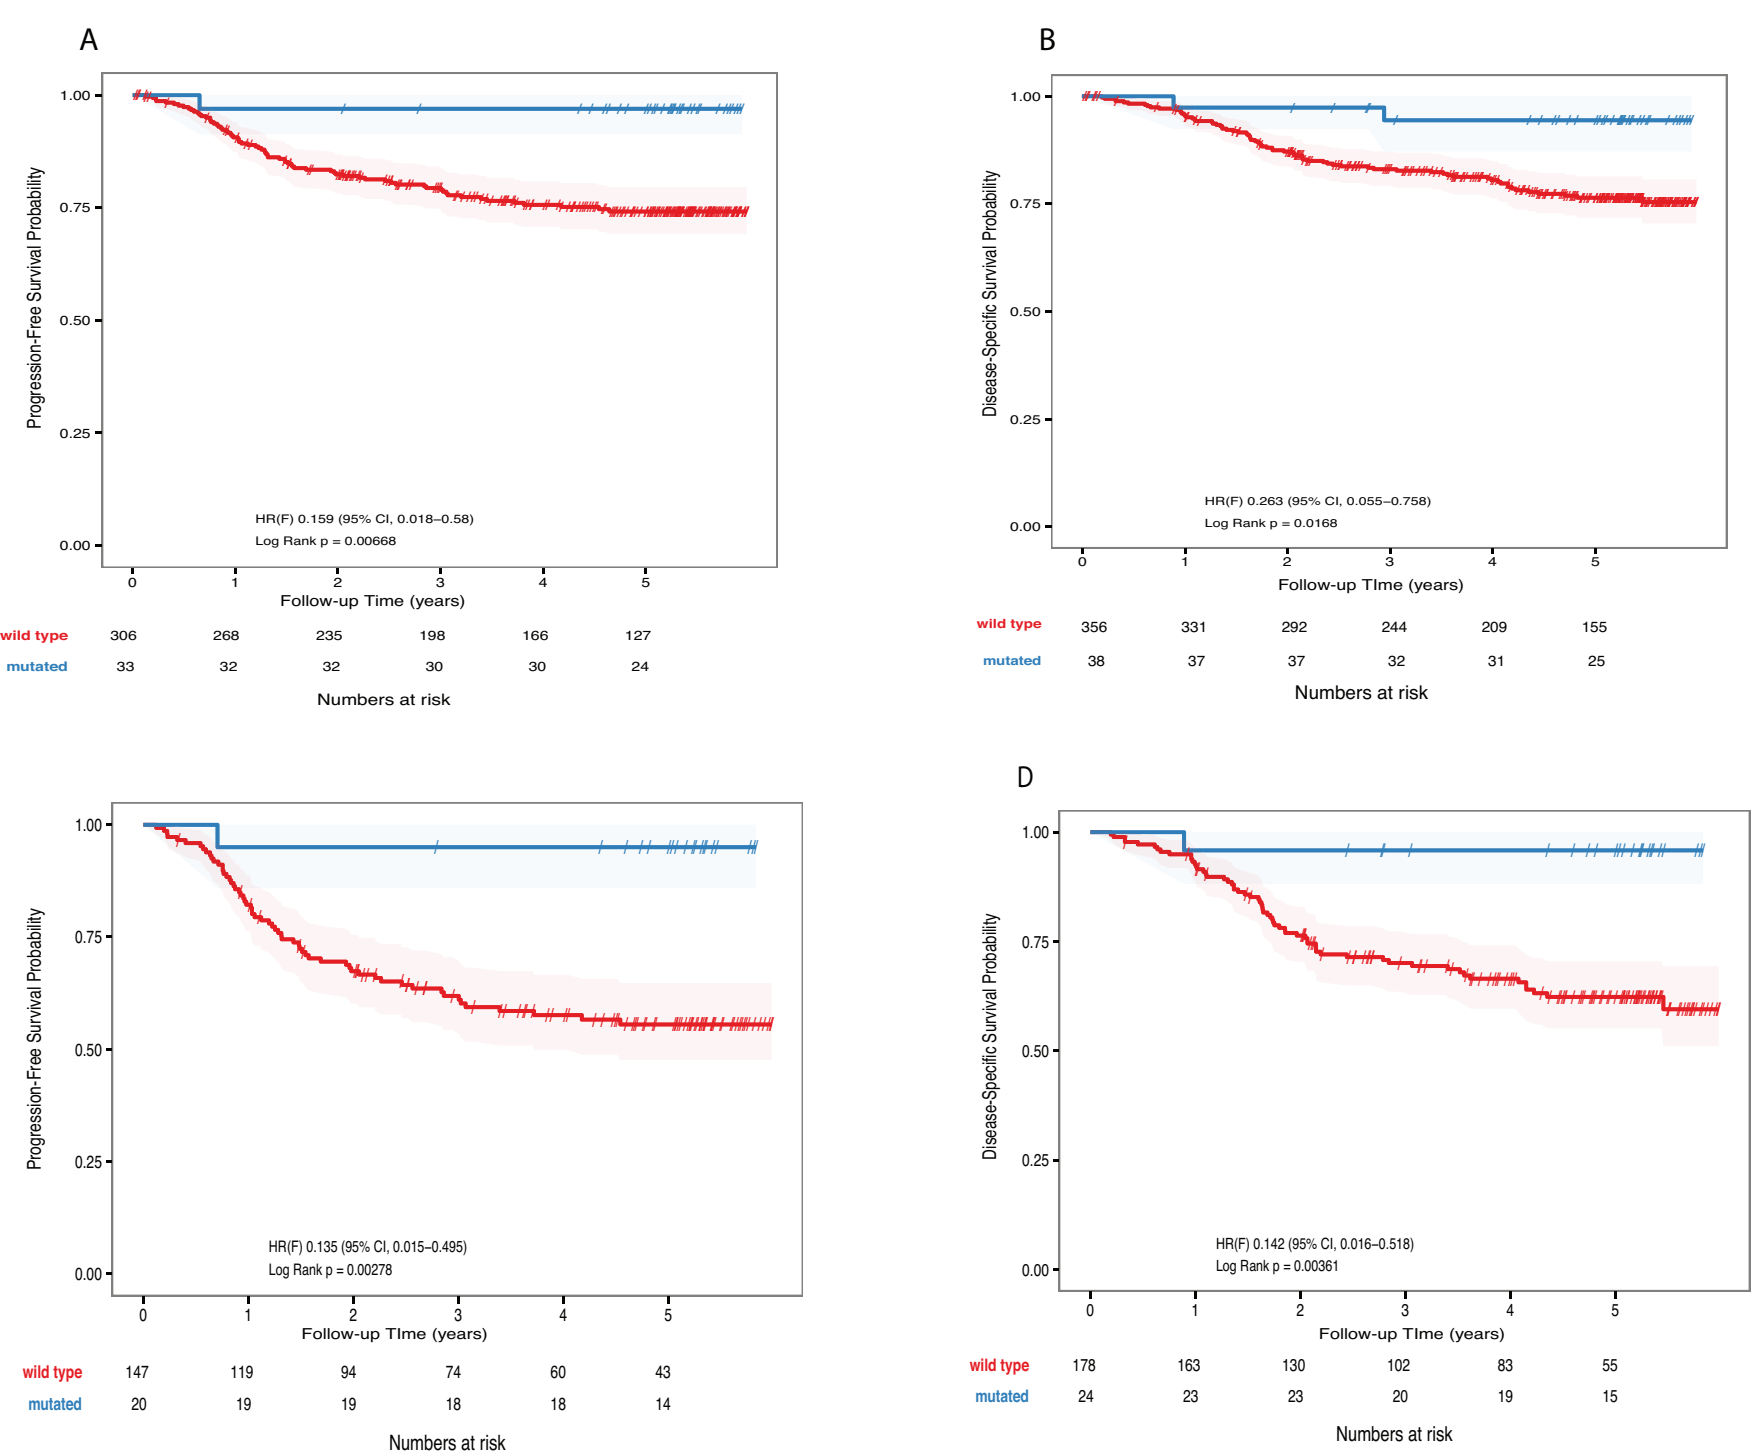 A
Progression-Free Survival Probability
1.00
0.75
0.50
0.25
0.00
HR(F) 0.159 (95% CI, 0.018–0.58)
Log Rank p = 0.00668
0 1 2 3 4 5
Follow-up TIme (years)
wild type 306 268 235 198 166 127
mutated 33 32 32 30 30 24
Numbers at risk
B
Disease-Specific Survival Probability
1.00
0.75
0.50
0.25
0.00
HR(F) 0.263 (95% CI, 0.055–0.758)
Log Rank p = 0.0168
0 1 2 3 4 5
Follow-up TIme (years)
wild type 356 331 292 244 209 155
mutated 38 37 37 32 31 25
Numbers at risk
Progression-Free Survival Probability
1.00
0.75
0.50
0.25
0.00
HR(F) 0.135 (95% CI, 0.015–0.495)
Log Rank p = 0.00278
0 1 2 3 4 5
Follow-up TIme (years)
wild type 147 119 94 74 60 43
mutated 20 19 19 18 18 14
Numbers at risk
D
Disease-Specific Survival Probability
1.00
0.75
0.50
0.25
0.00
HR(F) 0.142 (95% CI, 0.016–0.518)
Log Rank p = 0.00361
0 1 2 3 4 5
Follow-up TIme (years)
wild type 178 163 130 102 83 55
mutated 24 23 23 20 19 15
Numbers at risk